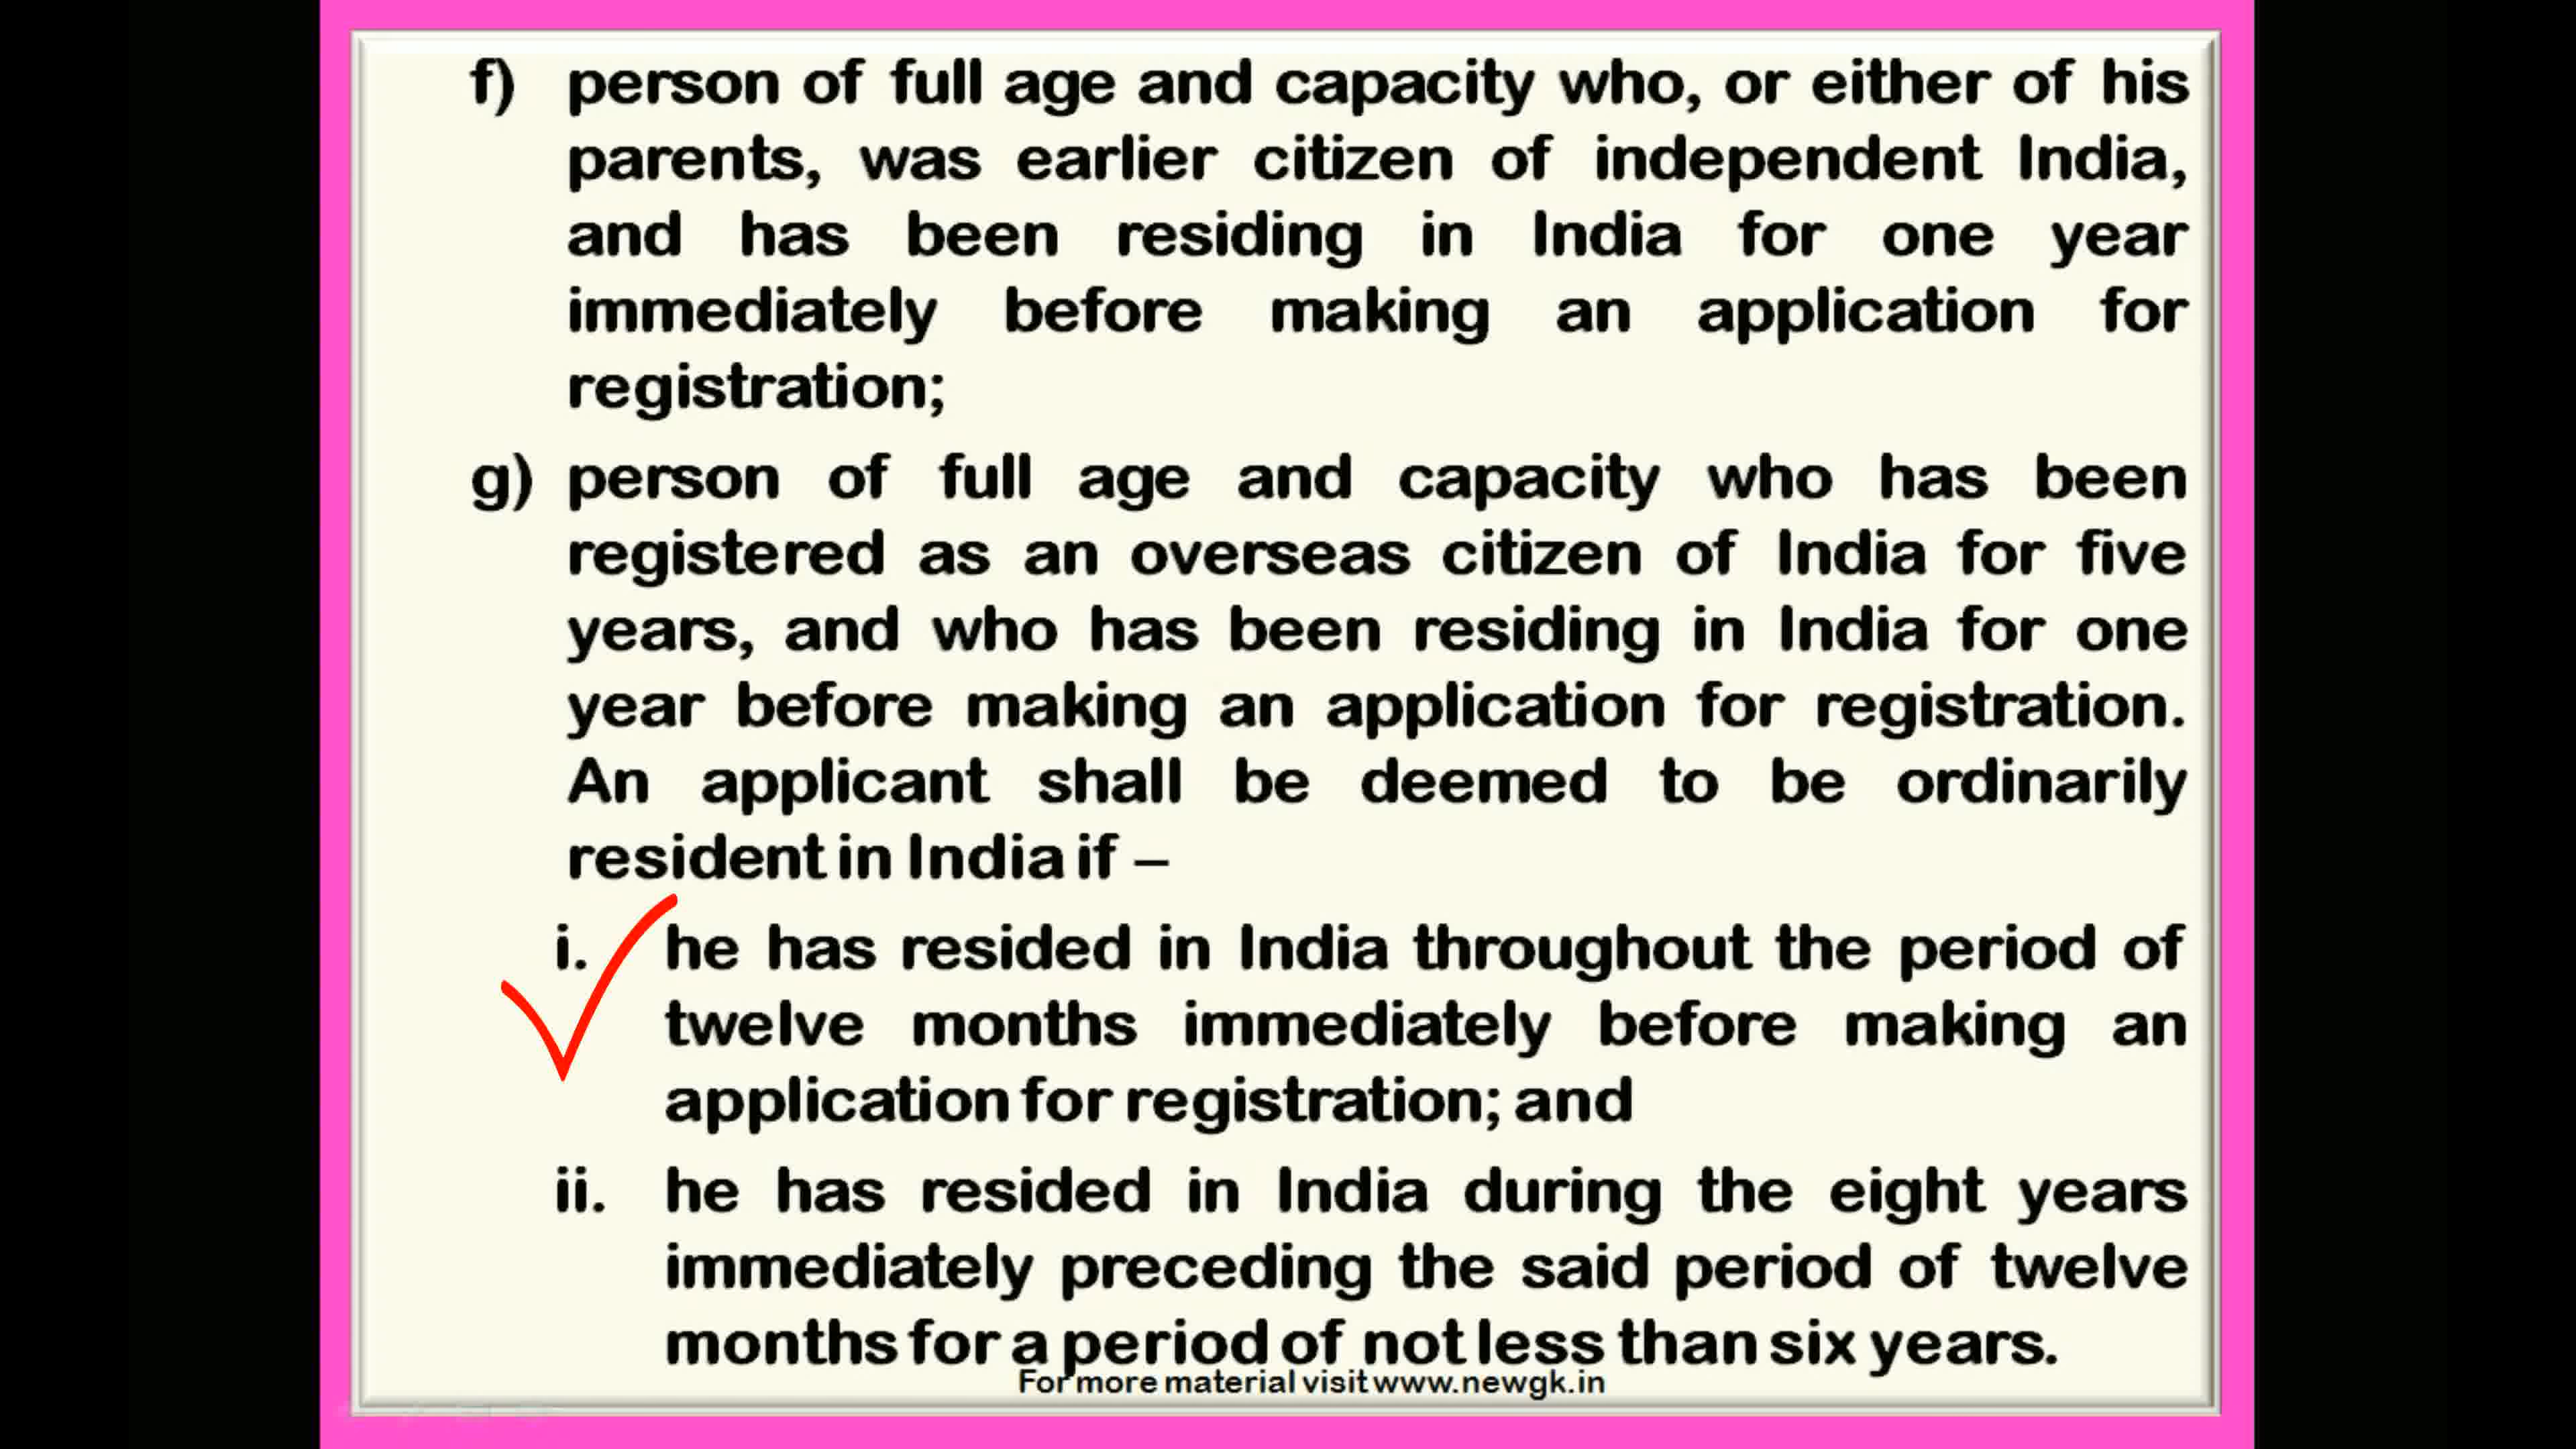 f) person of full age and capacity who, or either of his
parents, was earlier citizen of independent India,
and has been residing in India for one year
immediately before making an application for
registration;
g) person of full age and capacity who has been
registered as an overseas citizen of India for five
years, and who has been residing in India for one
year before making an application for registration.
An applicant shall be deemed to be ordinarily
resident in India if –
i. he has resided in India throughout the period of
twelve months immediately before making an
application for registration; and
ii. he has resided in India during the eight years
immediately preceding the said period of twelve
months for a period of not less than six years.
For more material visit www.newgk.in